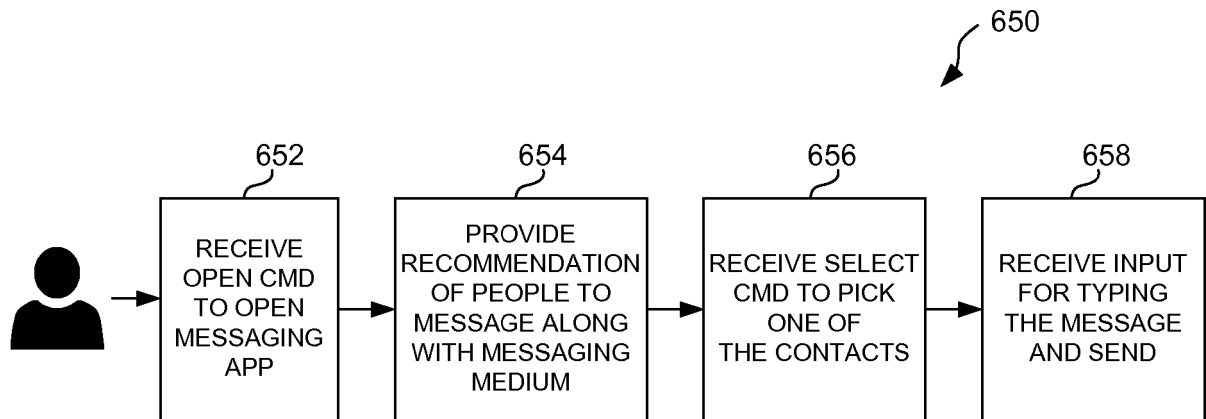 650
652
654
656
658
RECEIVE
OPEN CMD
TO OPEN
MESSAGING
APP
PROVIDE
RECOMMENDATION
OF PEOPLE TO
MESSAGE ALONG
WITH MESSAGING
MEDIUM
RECEIVE SELECT
CMD TO PICK
ONE OF
THE CONTACTS
RECEIVE INPUT
FOR TYPING
THE MESSAGE
AND SEND